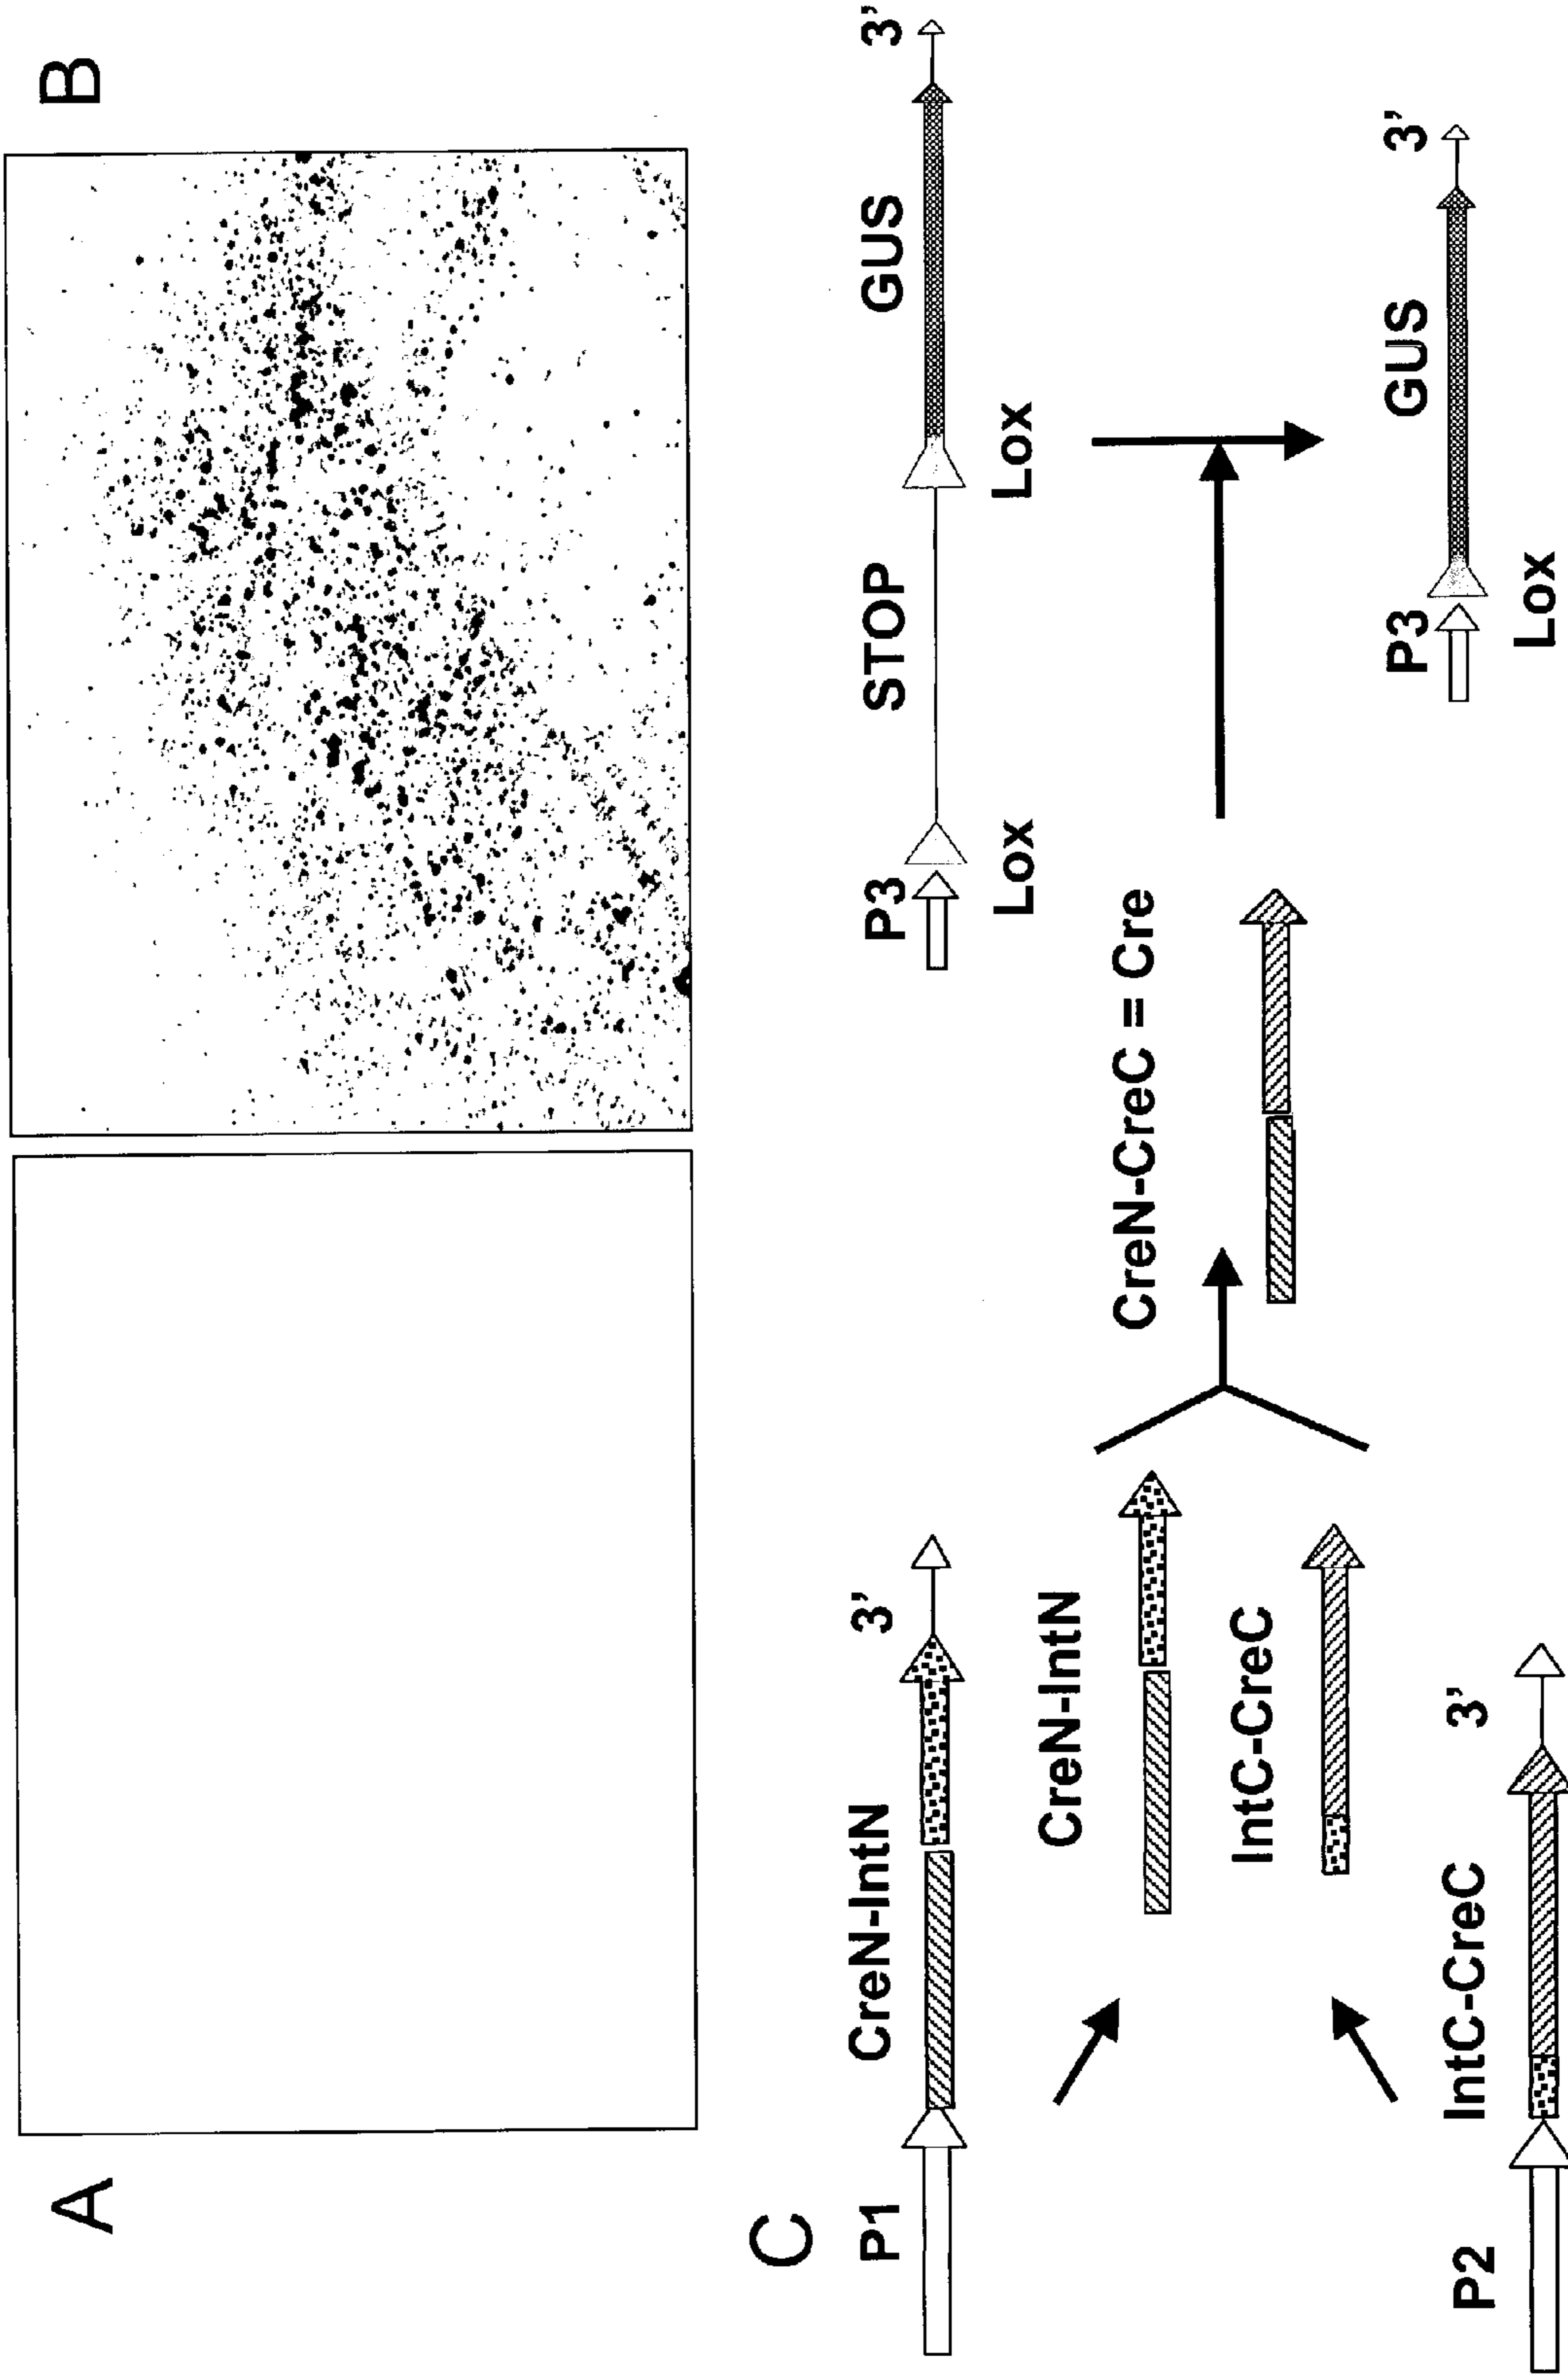 A
B
C
P1
CreN-IntN
3'
P3
STOP
GUS
3'
Lox
Lox
CreN-IntN
CreN-CreC = Cre
IntC-CreC
P3
GUS
3'
Lox
P2
IntC-CreC
3'